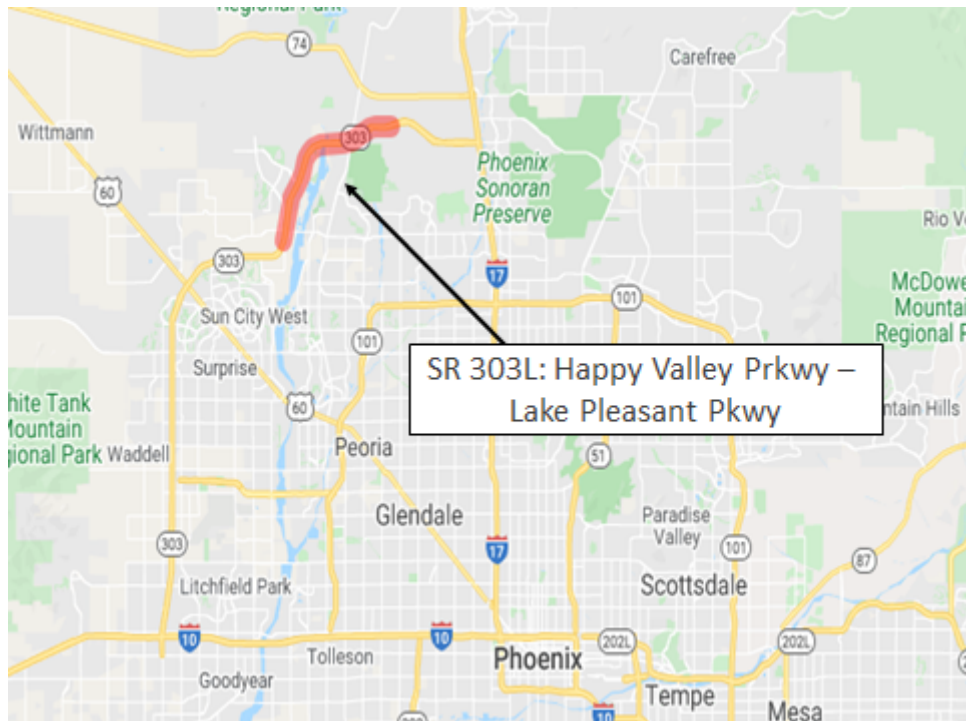 Regional Park
74
Carefree
Wittmann
303
Phoenix
Sonoran
Preserve
60
Rio V
303
17
McDowe
Mountai
Regional P
101
Sun City West
101
SR 303L: Happy Valley Prkwy –
Lake Pleasant Pkwy
Surprise
60
hite Tank
Mountain
gional Park
Waddell
ntain Hills
Peoria
51
Glendale
Paradise
Valley
303
17
101
87
Litchfield Park
Scottsdale
10
10
202L
202L
Tolleson
Phoenix
Goodyear
Tempe
10
Mesa